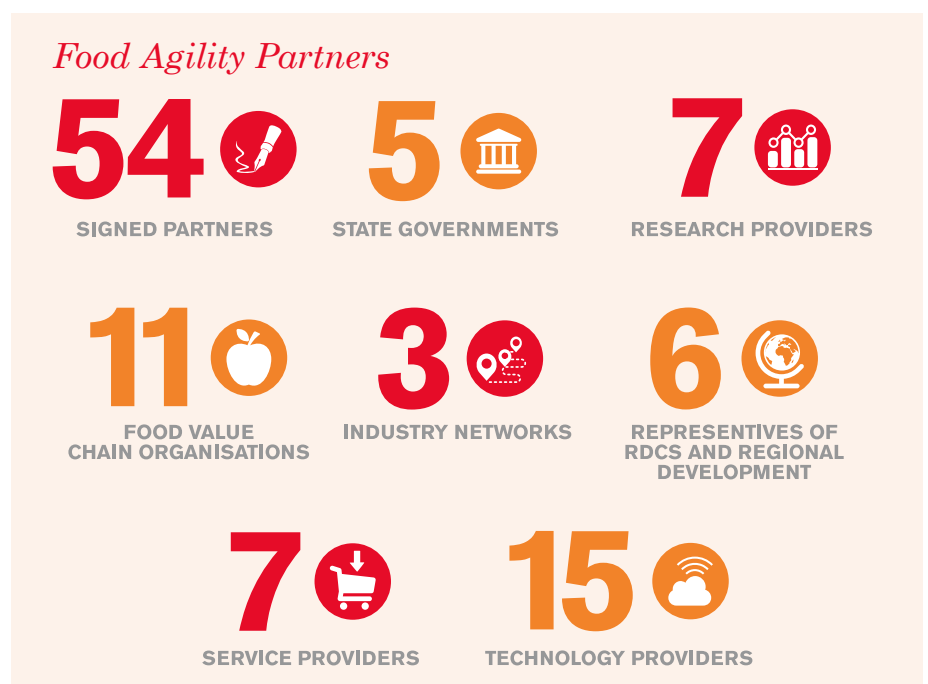 Food Agility Partners
54
SIGNED PARTNERS
5
STATE GOVERNMENTS
7
RESEARCH PROVIDERS
11
FOOD VALUE
CHAIN ORGANISATIONS
3
INDUSTRY NETWORKS
6
REPRESENTIVES OF
RDCS AND REGIONAL
DEVELOPMENT
7
SERVICE PROVIDERS
15
TECHNOLOGY PROVIDERS